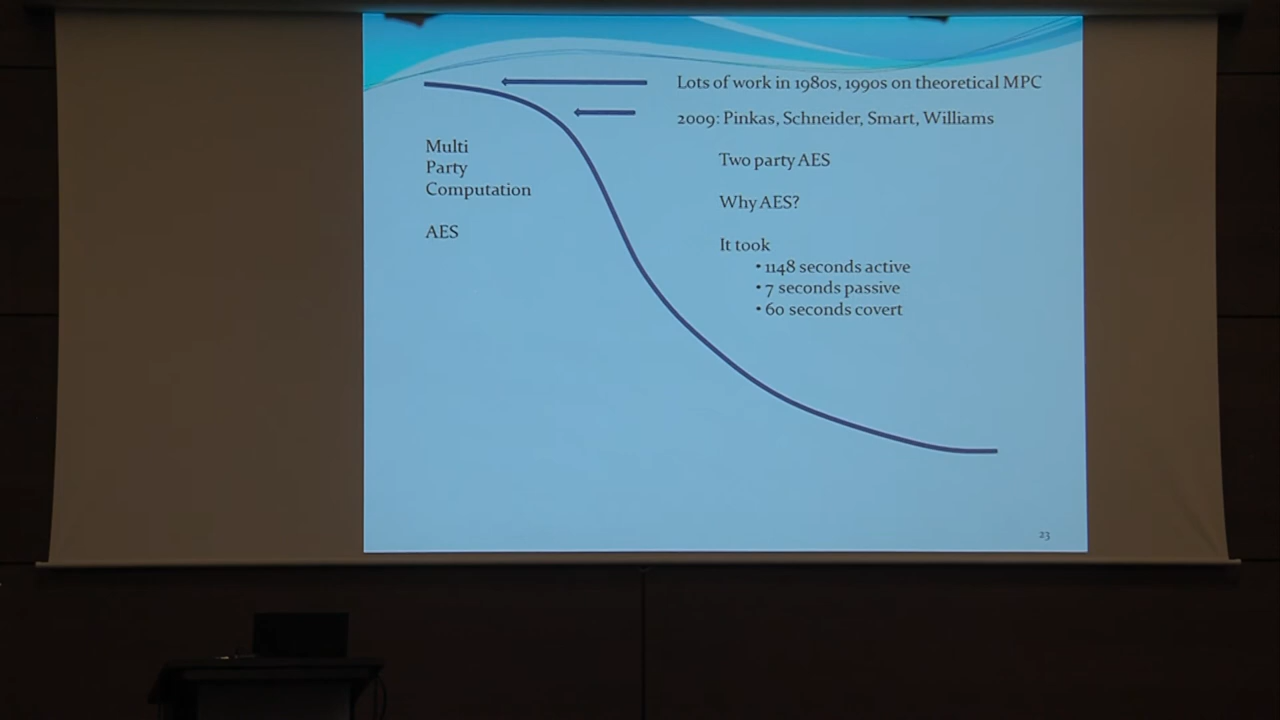 Lots of work in 1980s, 1990s on theoretical MPC
2009: Pinkas, Schneider, Smart, Williams
Multi
Party
Computation
AES
Two party AES
Why AES?
It took
• 1148 seconds active
• 7 seconds passive
• 60 seconds covert
23